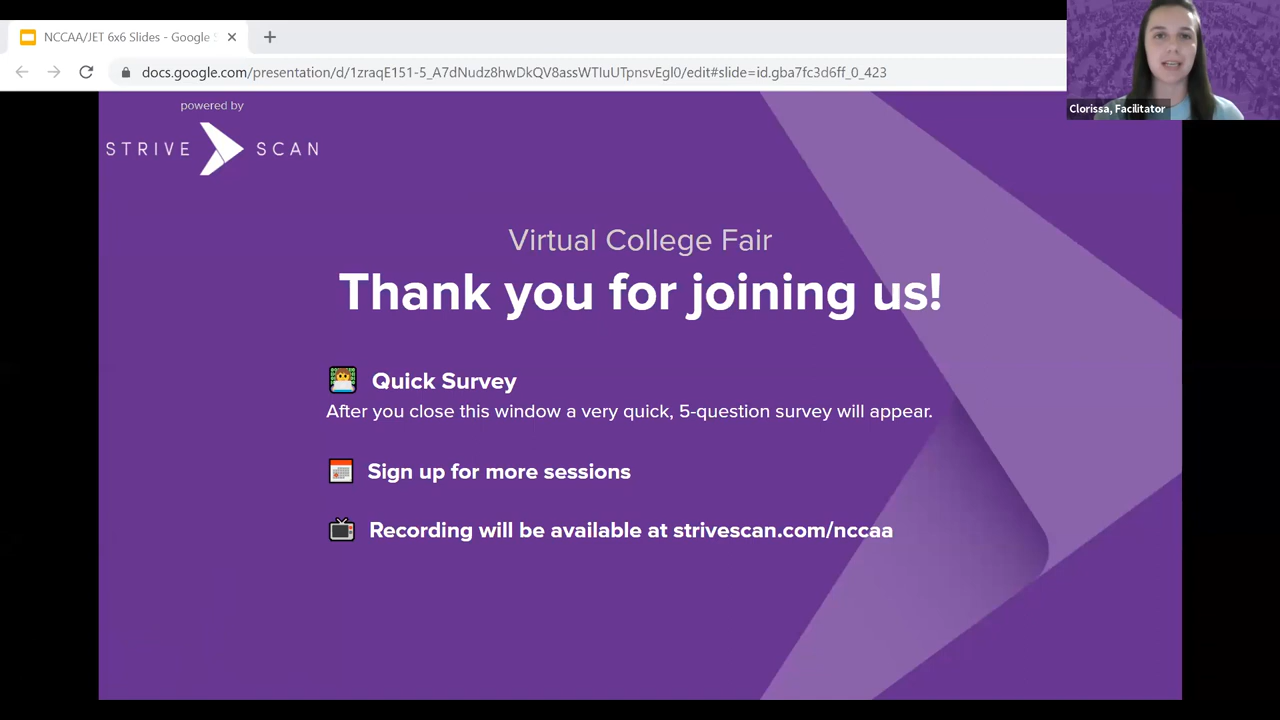 NCCAA/JET 6x6 Slides - Google S
docs.google.com/presentation/d/1zraqE151-5_A7dNudz8hwDkQV8assWTIuUTpnsvEgl0/edit#slide=id.gba7fc3d6ff_0_423
Clorissa, Facilitator
powered by
STRIVE SCAN
Virtual College Fair
Thank you for joining us!
Quick Survey
After you close this window a very quick, 5-question survey will appear.
Sign up for more sessions
Recording will be available at strivescan.com/nccaa